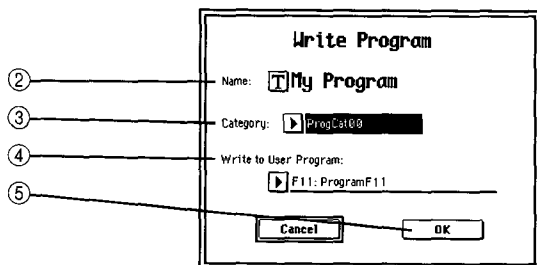 Write Program
② Name: T My Program
③ Category: ProgCat00
④ Write to User Program:
F11: ProgramF11
⑤ Cancel OK